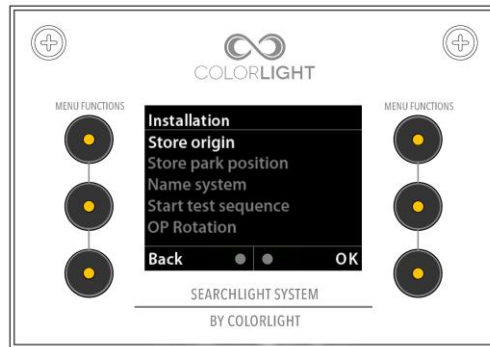 COLORLIGHT
MENU FUNCTIONS
MENU FUNCTIONS
Installation
Store origin
Store park position
Name system
Start test sequence
OP Rotation
Back OK
SEARCHLIGHT SYSTEM
BY COLORLIGHT